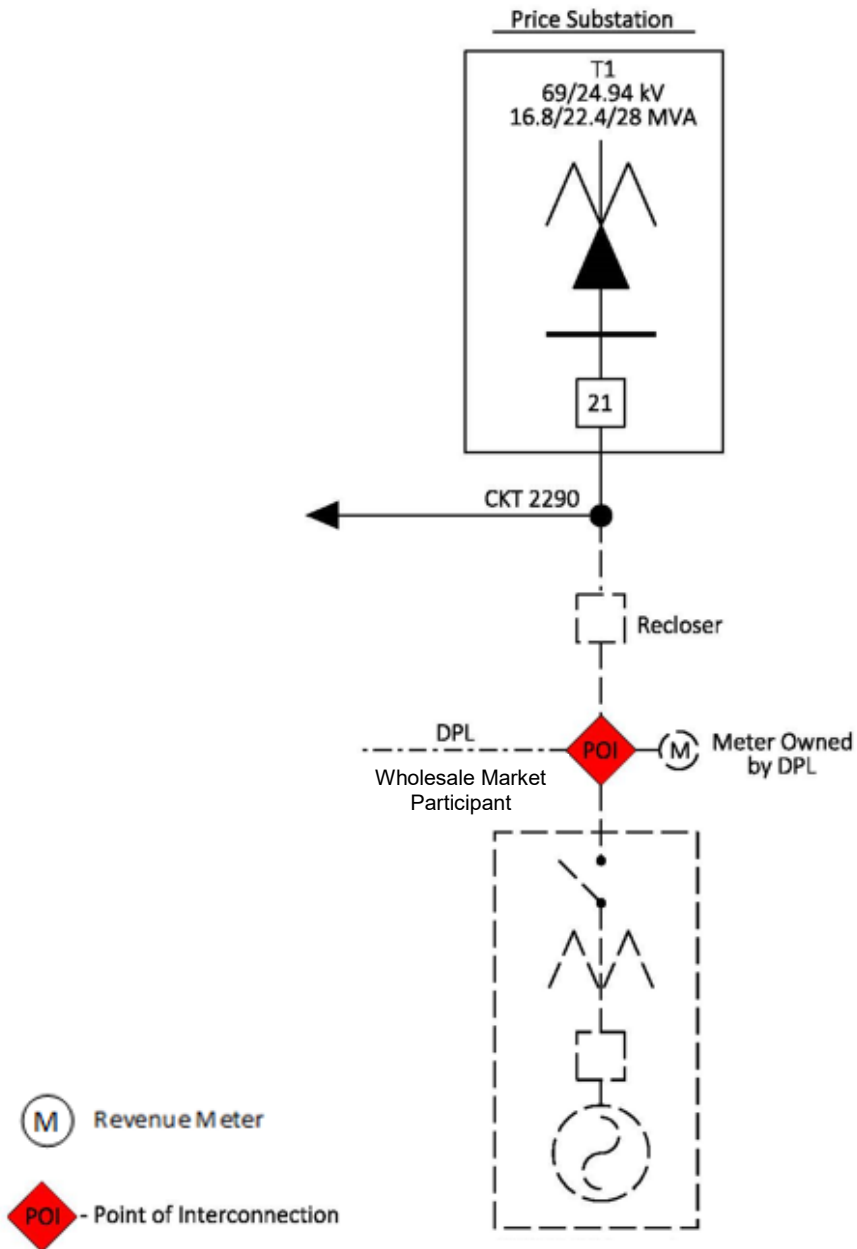 Price Substation
T1
69/24.94 kV
16.8/22.4/28 MVA
21
CKT 2290
Recloser
DPL
POI
M
Meter Owned
by DPL
Wholesale Market
Participant
M
Revenue Meter
POI
- Point of Interconnection